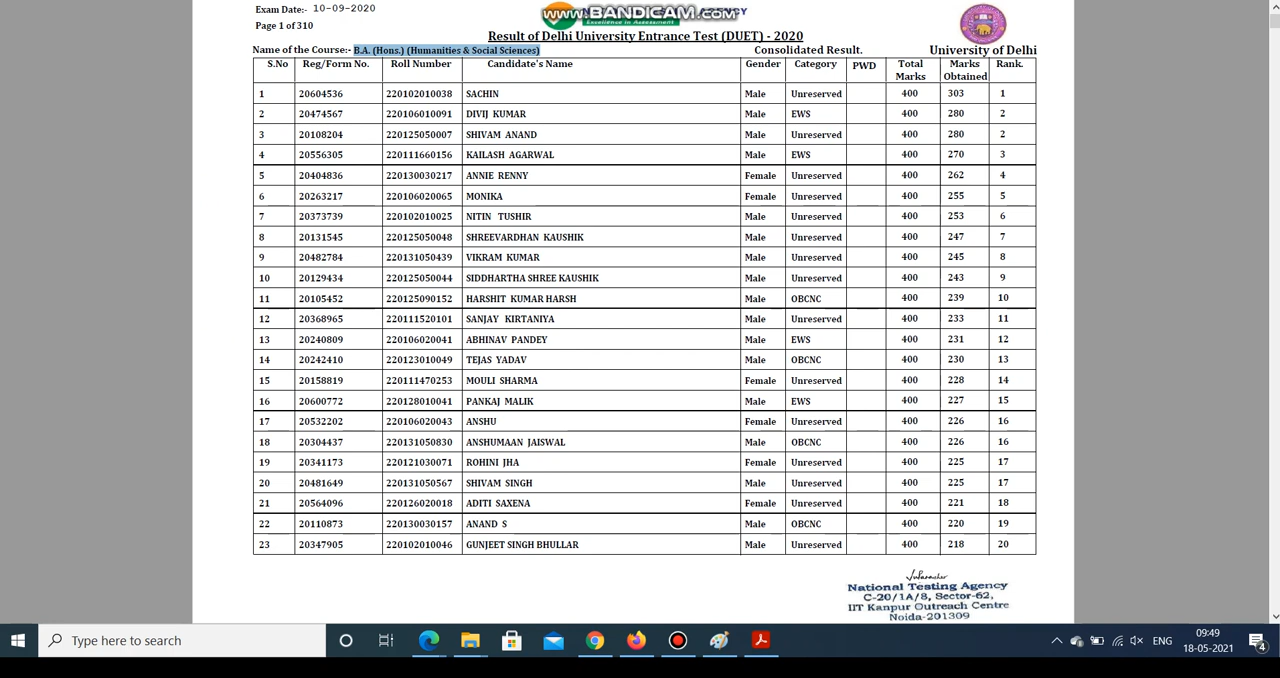 Exam Date:- 10-09-2020
www.BANDICAM.com AGENCY
Excellence in Assessment
Page 1 of 310
Result of Delhi University Entrance Test (DUET) - 2020
Name of the Course:- B.A. (Hons.) (Humanities & Social Sciences) Consolidated Result. University of Delhi
S.No Reg/Form No. Roll Number Candidate's Name Gender Category PWD Total Marks Marks Obtained Rank.
1 20604536 220102010038 SACHIN Male Unreserved 400 303 1
2 20474567 220106010091 DIVIJ KUMAR Male EWS 400 280 2
3 20108204 220125050007 SHIVAM ANAND Male Unreserved 400 280 2
4 20556305 220111660156 KAILASH AGARWAL Male EWS 400 270 3
5 20404836 220130030217 ANNIE RENNY Female Unreserved 400 262 4
6 20263217 220106020065 MONIKA Female Unreserved 400 255 5
7 20373739 220102010025 NITIN TUSHIR Male Unreserved 400 253 6
8 20131545 220125050048 SHREEVARDHAN KAUSHIK Male Unreserved 400 247 7
9 20482784 220131050439 VIKRAM KUMAR Male Unreserved 400 245 8
10 20129434 220125050044 SIDDHARTHA SHREE KAUSHIK Male Unreserved 400 243 9
11 20105452 220125090152 HARSHIT KUMAR HARSH Male OBCNC 400 239 10
12 20368965 220111520101 SANJAY KIRTANIYA Male Unreserved 400 233 11
13 20240809 220106020041 ABHINAV PANDEY Male EWS 400 231 12
14 20242410 220123010049 TEJAS YADAV Male OBCNC 400 230 13
15 20158819 220111470253 MOULI SHARMA Female Unreserved 400 228 14
16 20600772 220128010041 PANKAJ MALIK Male EWS 400 227 15
17 20532202 220106020043 ANSHU Female Unreserved 400 226 16
18 20304437 220131050830 ANSHUMAAN JAISWAL Male OBCNC 400 226 16
19 20341173 220121030071 ROHINI JHA Female Unreserved 400 225 17
20 20481649 220131050567 SHIVAM SINGH Male Unreserved 400 225 17
21 20564096 220126020018 ADITI SAXENA Female Unreserved 400 221 18
22 20110873 220130030157 ANAND S Male OBCNC 400 220 19
23 20347905 220102010046 GUNJEET SINGH BHULLAR Male Unreserved 400 218 20
National Testing Agency
C-20/1A/8, Sector-62,
IIT Kanpur Outreach Centre
Noida-201309
Type here to search ENG 09:49
18-05-2021
4